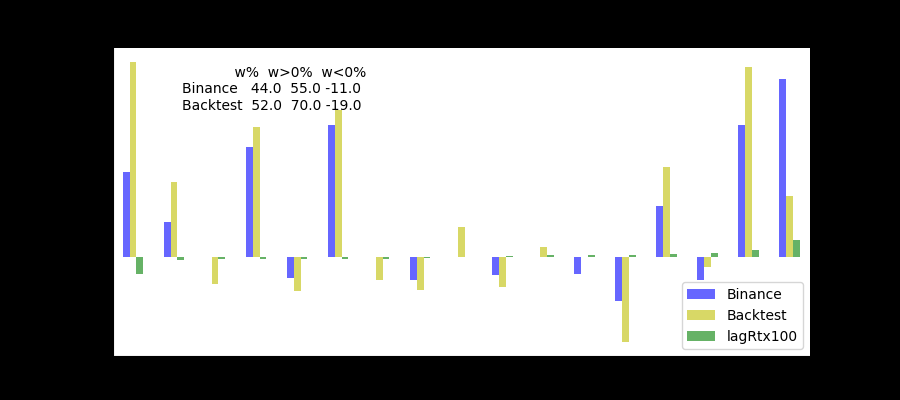 w% w>0% w<0%
Binance 44.0 55.0 -11.0
Backtest 52.0 70.0 -19.0
Binance
Backtest
lagRtx100